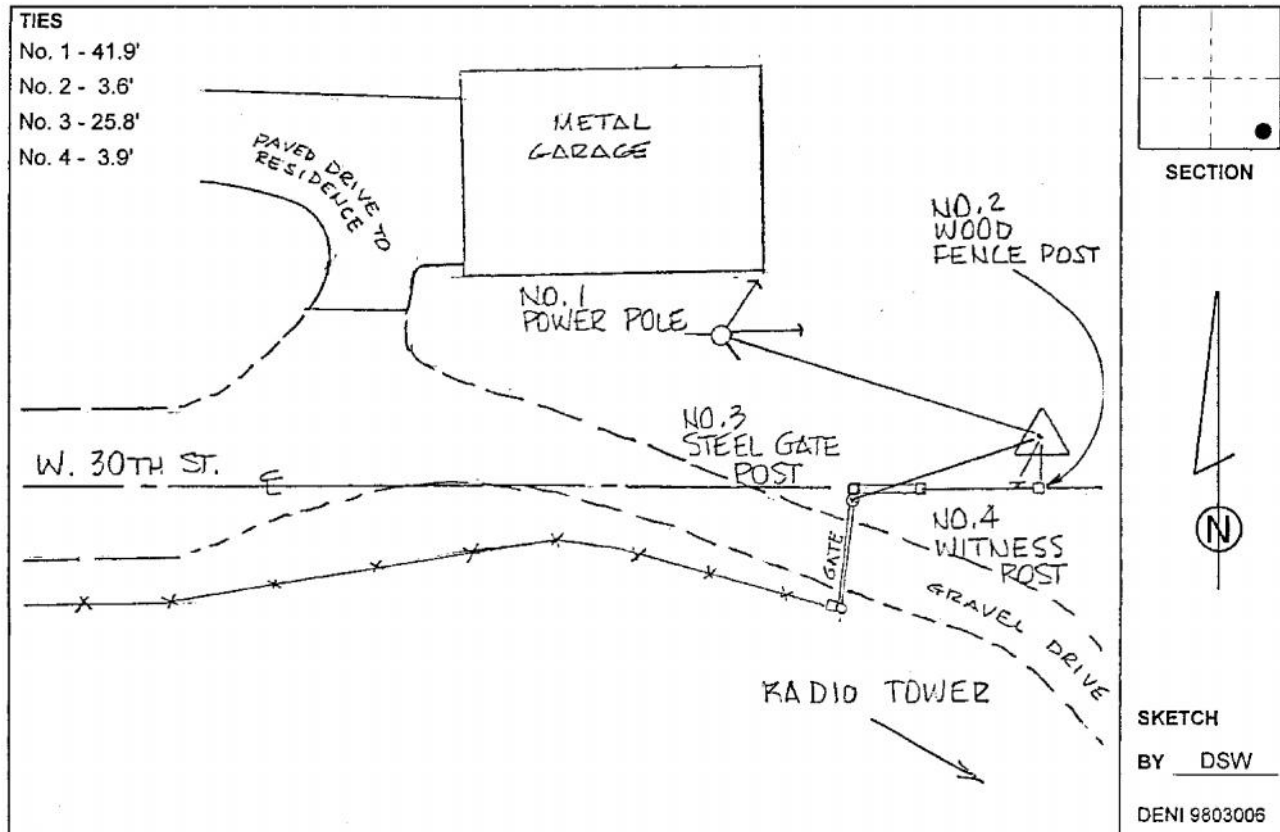 TIES
No. 1 - 41.9'
No. 2 - 3.6'
No. 3 - 25.8'
No. 4 - 3.9'
PAVED DRIVE TO
RESIDENCE
METAL
GARAGE
SECTION
NO.2
WOOD
FENCE POST
NO.1
POWER POLE
NO.3
STEEL GATE
POST
W. 30TH ST.
℄
NO.4
WITNESS
POST
GATE
N
GRAVEL DRIVE
RADIO TOWER
SKETCH
BY DSW
DENI 9803006